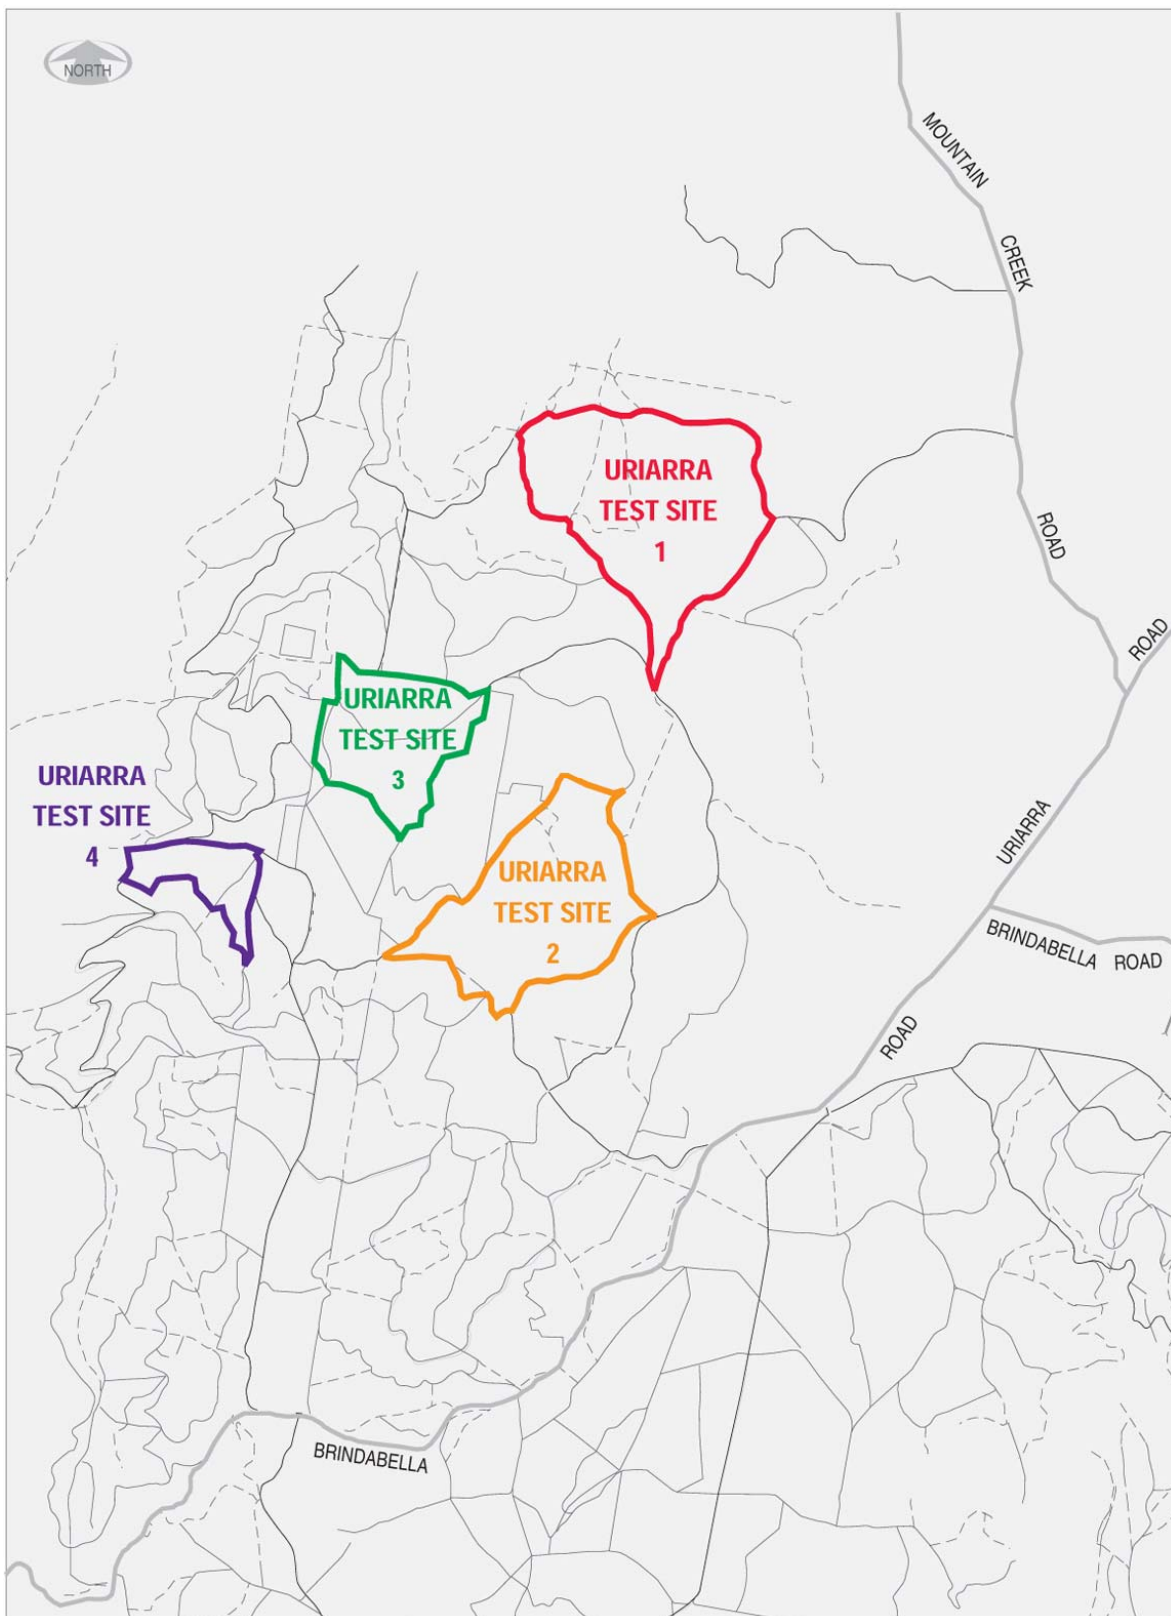 NORTH
MOUNTAIN
CREEK
ROAD
ROAD
URIARRA
TEST SITE
1
URIARRA
TEST SITE
3
URIARRA
TEST SITE
4
URIARRA
URIARRA
TEST SITE
2
BRINDABELLA ROAD
ROAD
BRINDABELLA